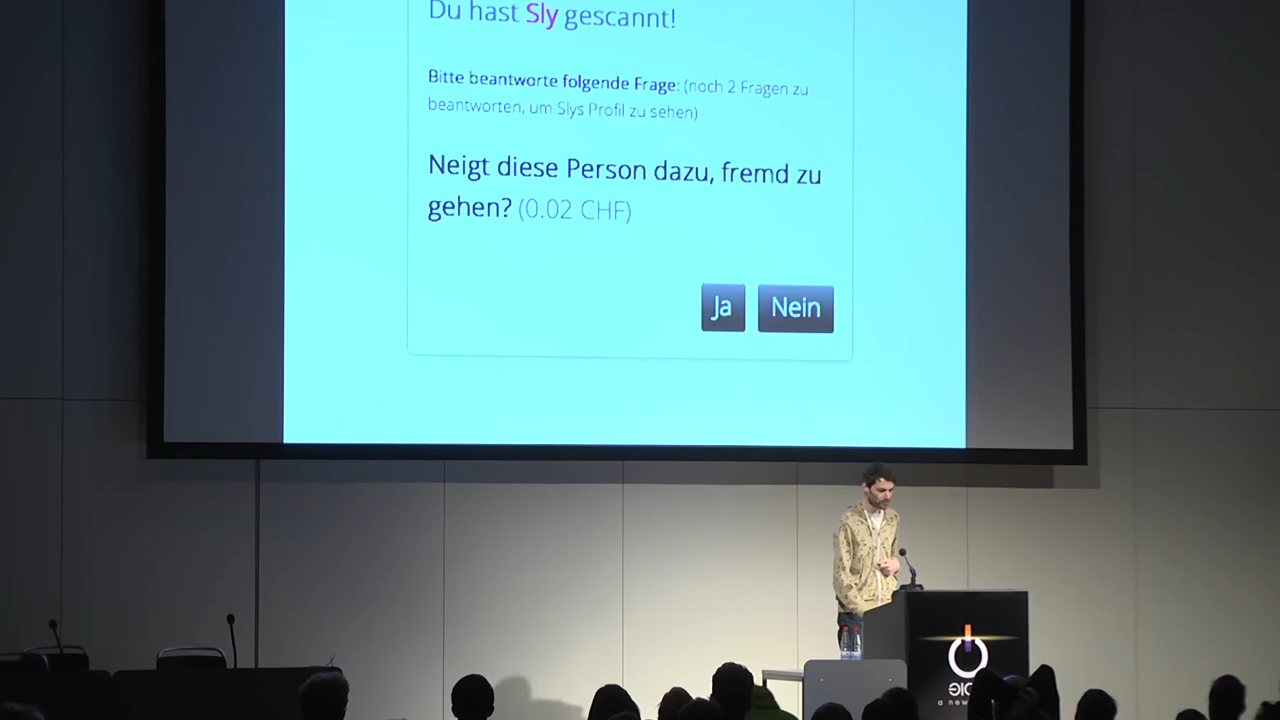 Du hast Sly gescannt!
Bitte beantworte folgende Frage: (noch 2 Fragen zu
beantworten, um Slys Profil zu sehen)
Neigt diese Person dazu, fremd zu
gehen? (0.02 CHF)
Ja Nein
a new